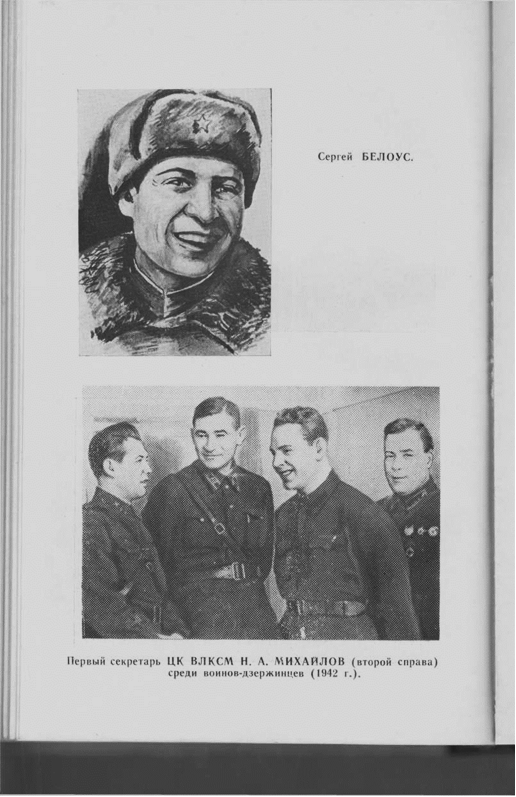 Сергей БЕЛОУС.
Первый секретарь ЦК ВЛКСМ Н. А. МИХАЙЛОВ (второй справа)
среди воинов-дзержинцев (1942 г.).